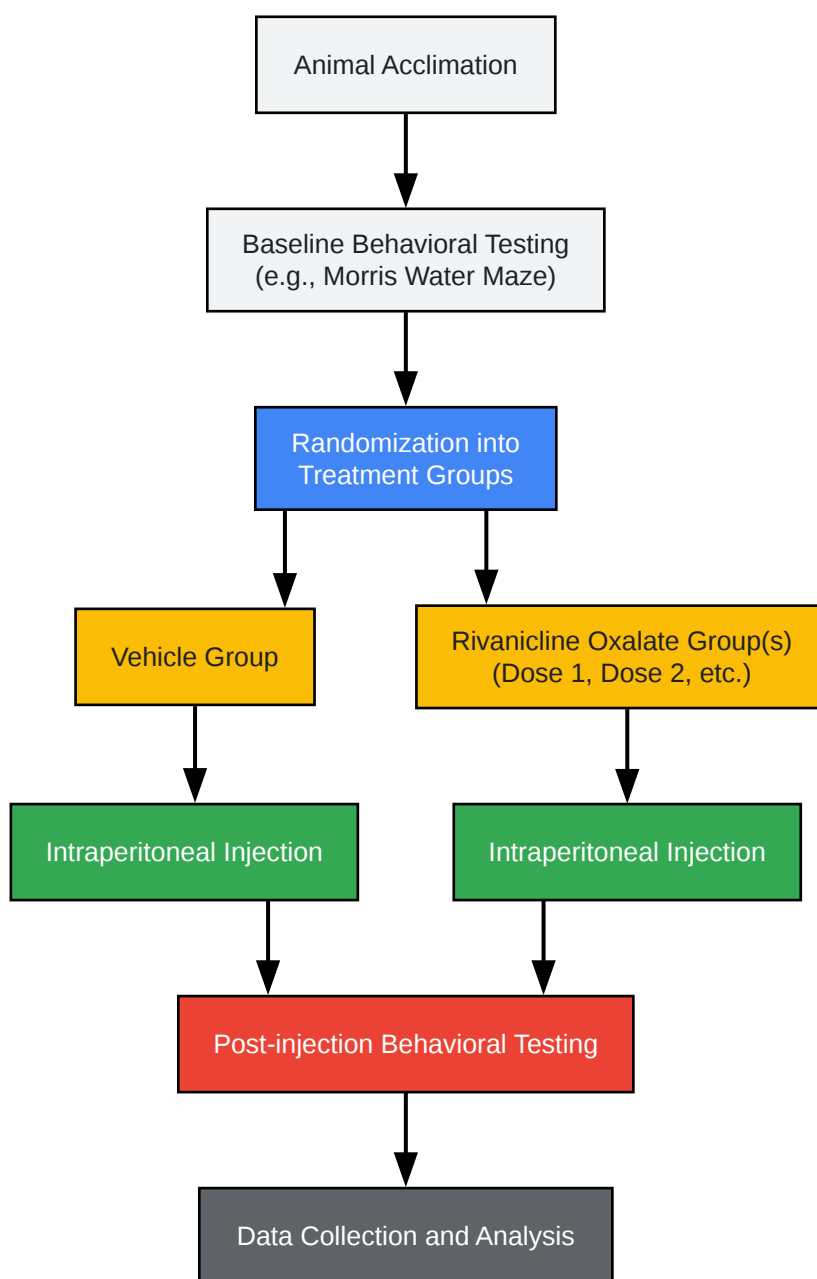 Animal Acclimation
Baseline Behavioral Testing
(e.g., Morris Water Maze)
Randomization into
Treatment Groups
Vehicle Group
Rivanicline Oxalate Group(s)
(Dose 1, Dose 2, etc.)
Intraperitoneal Injection
Intraperitoneal Injection
Post-injection Behavioral Testing
Data Collection and Analysis